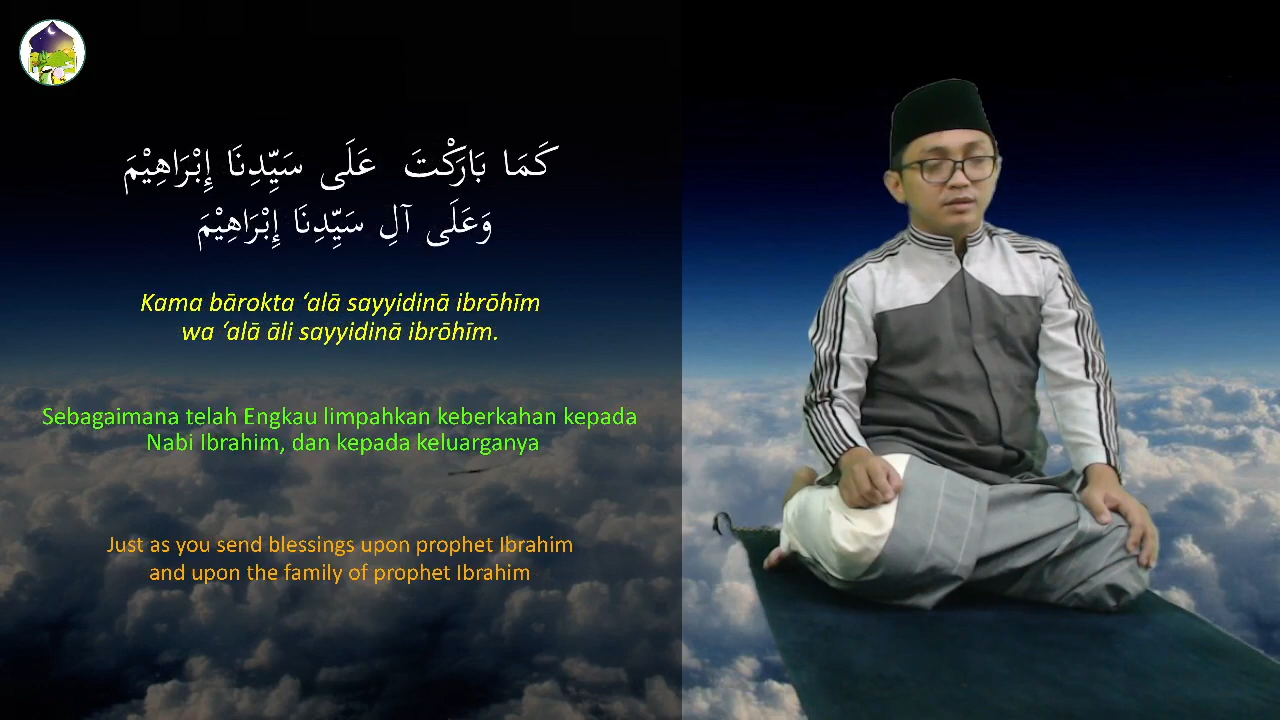 كَمَا بَارَكْتَ عَلَى سَيِّدِنَا إِبْرَاهِيْمَ
وَعَلَى آلِ سَيِّدِنَا إِبْرَاهِيْمَ
Kama bārokta ‘alā sayyidinā ibrōhīm
wa ‘alā āli sayyidinā ibrōhīm.
Sebagaimana telah Engkau limpahkan keberkahan kepada
Nabi Ibrahim, dan kepada keluarganya
Just as you send blessings upon prophet Ibrahim
and upon the family of prophet Ibrahim